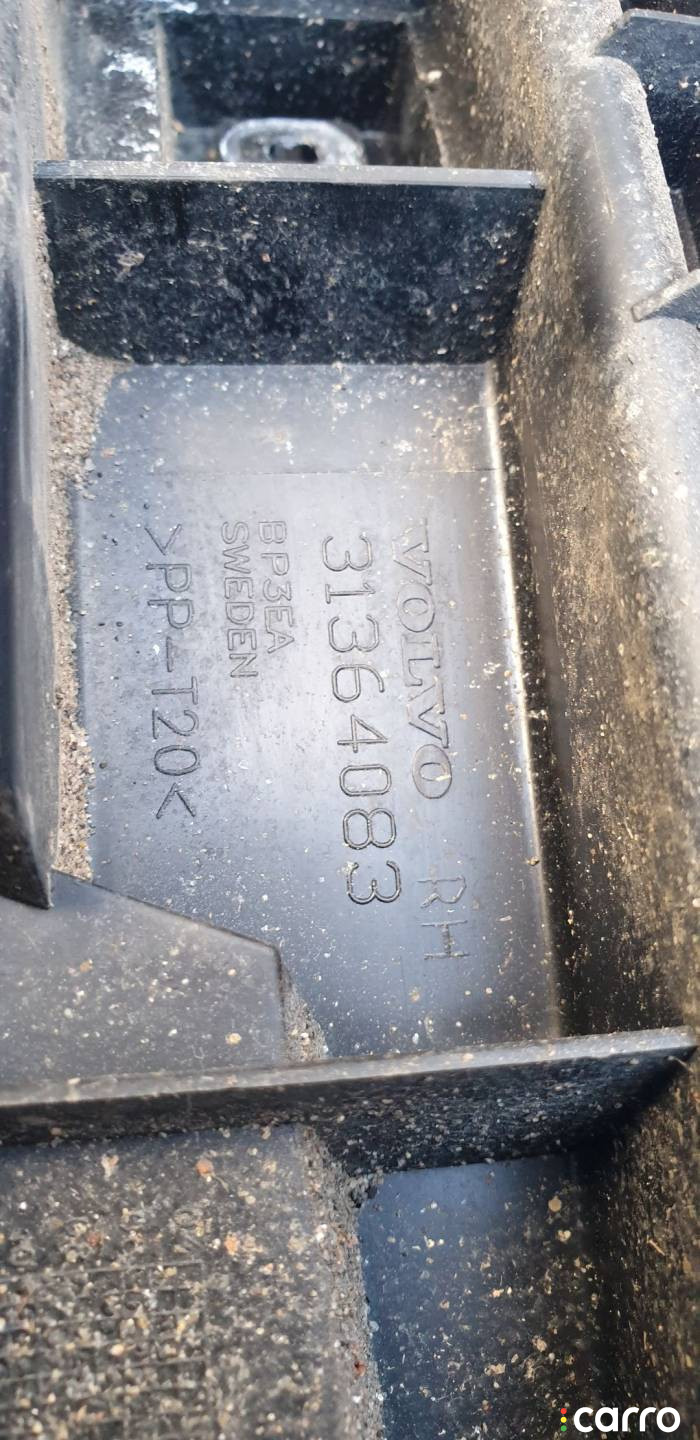 VOLVO RH
31364083
BP3EA
SWEDEN
>PP-T20<
carro